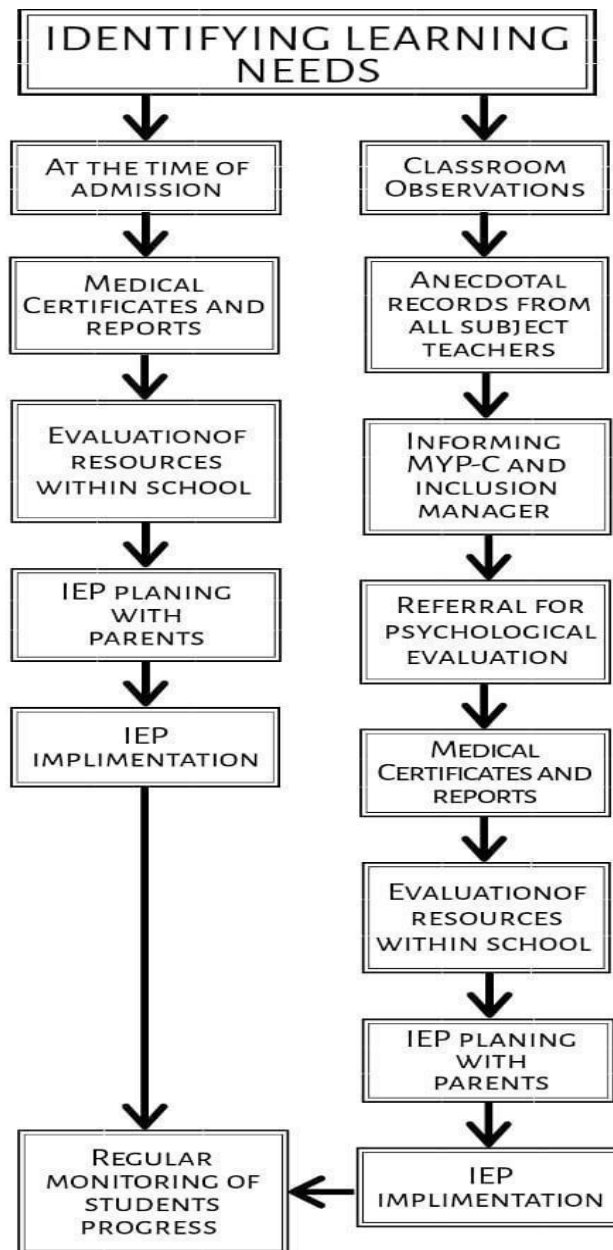 IDENTIFYING LEARNING
NEEDS
AT THE TIME OF
ADMISSION
MEDICAL
CERTIFICATES AND
REPORTS
EVALUATIONOF
RESOURCES
WITHIN SCHOOL
IEP PLANING
WITH
PARENTS
IEP
IMPLIMENTATION
CLASSROOM
OBSERVATIONS
ANECDOTAL
RECORDS FROM
ALL SUBJECT
TEACHERS
INFORMING
MYP-C AND
INCLUSION
MANAGER
REFERRAL FOR
PSYCHOLOGICAL
EVALUATION
MEDICAL
CERTIFICATES AND
REPORTS
EVALUATIONOF
RESOURCES
WITHIN SCHOOL
IEP PLANING
WITH
PARENTS
IEP
IMPLIMENTATION
REGULAR
MONITORING OF
STUDENTS
PROGRESS